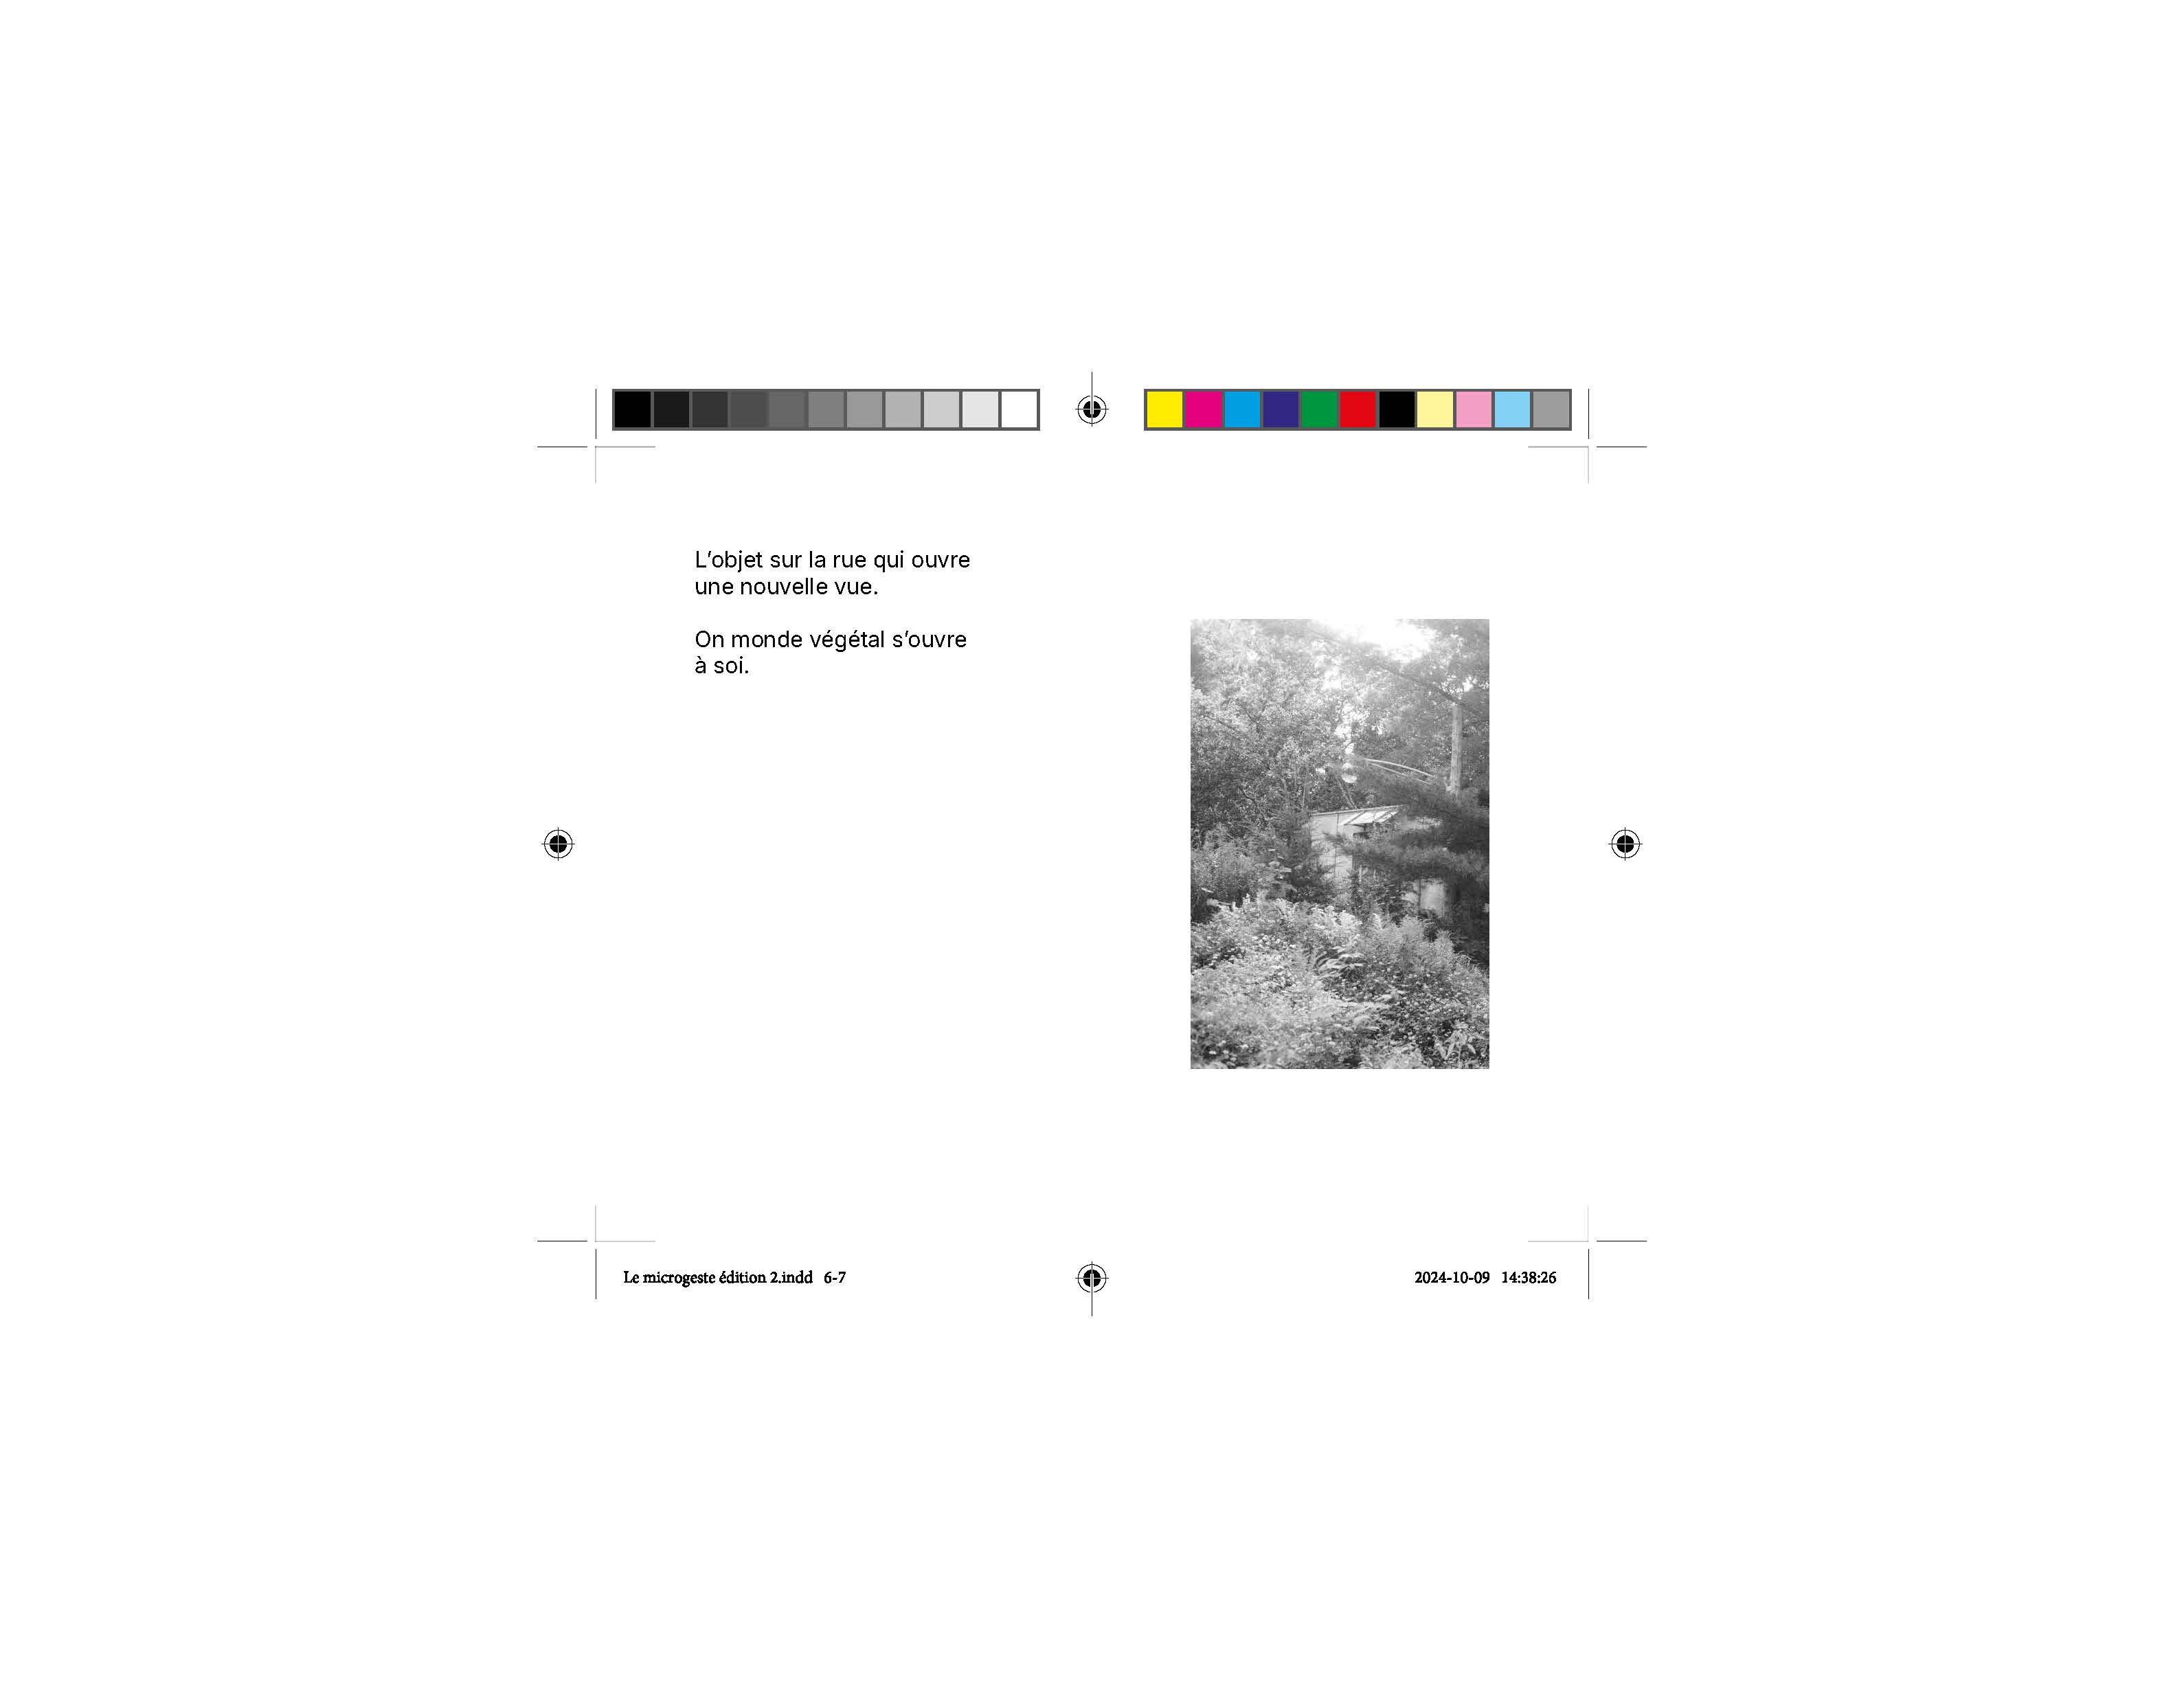 L’objet sur la rue qui ouvre
une nouvelle vue.
On monde végétal s’ouvre
à soi.
Le microgeste édition 2.indd 6-7
2024-10-09 14:38:26